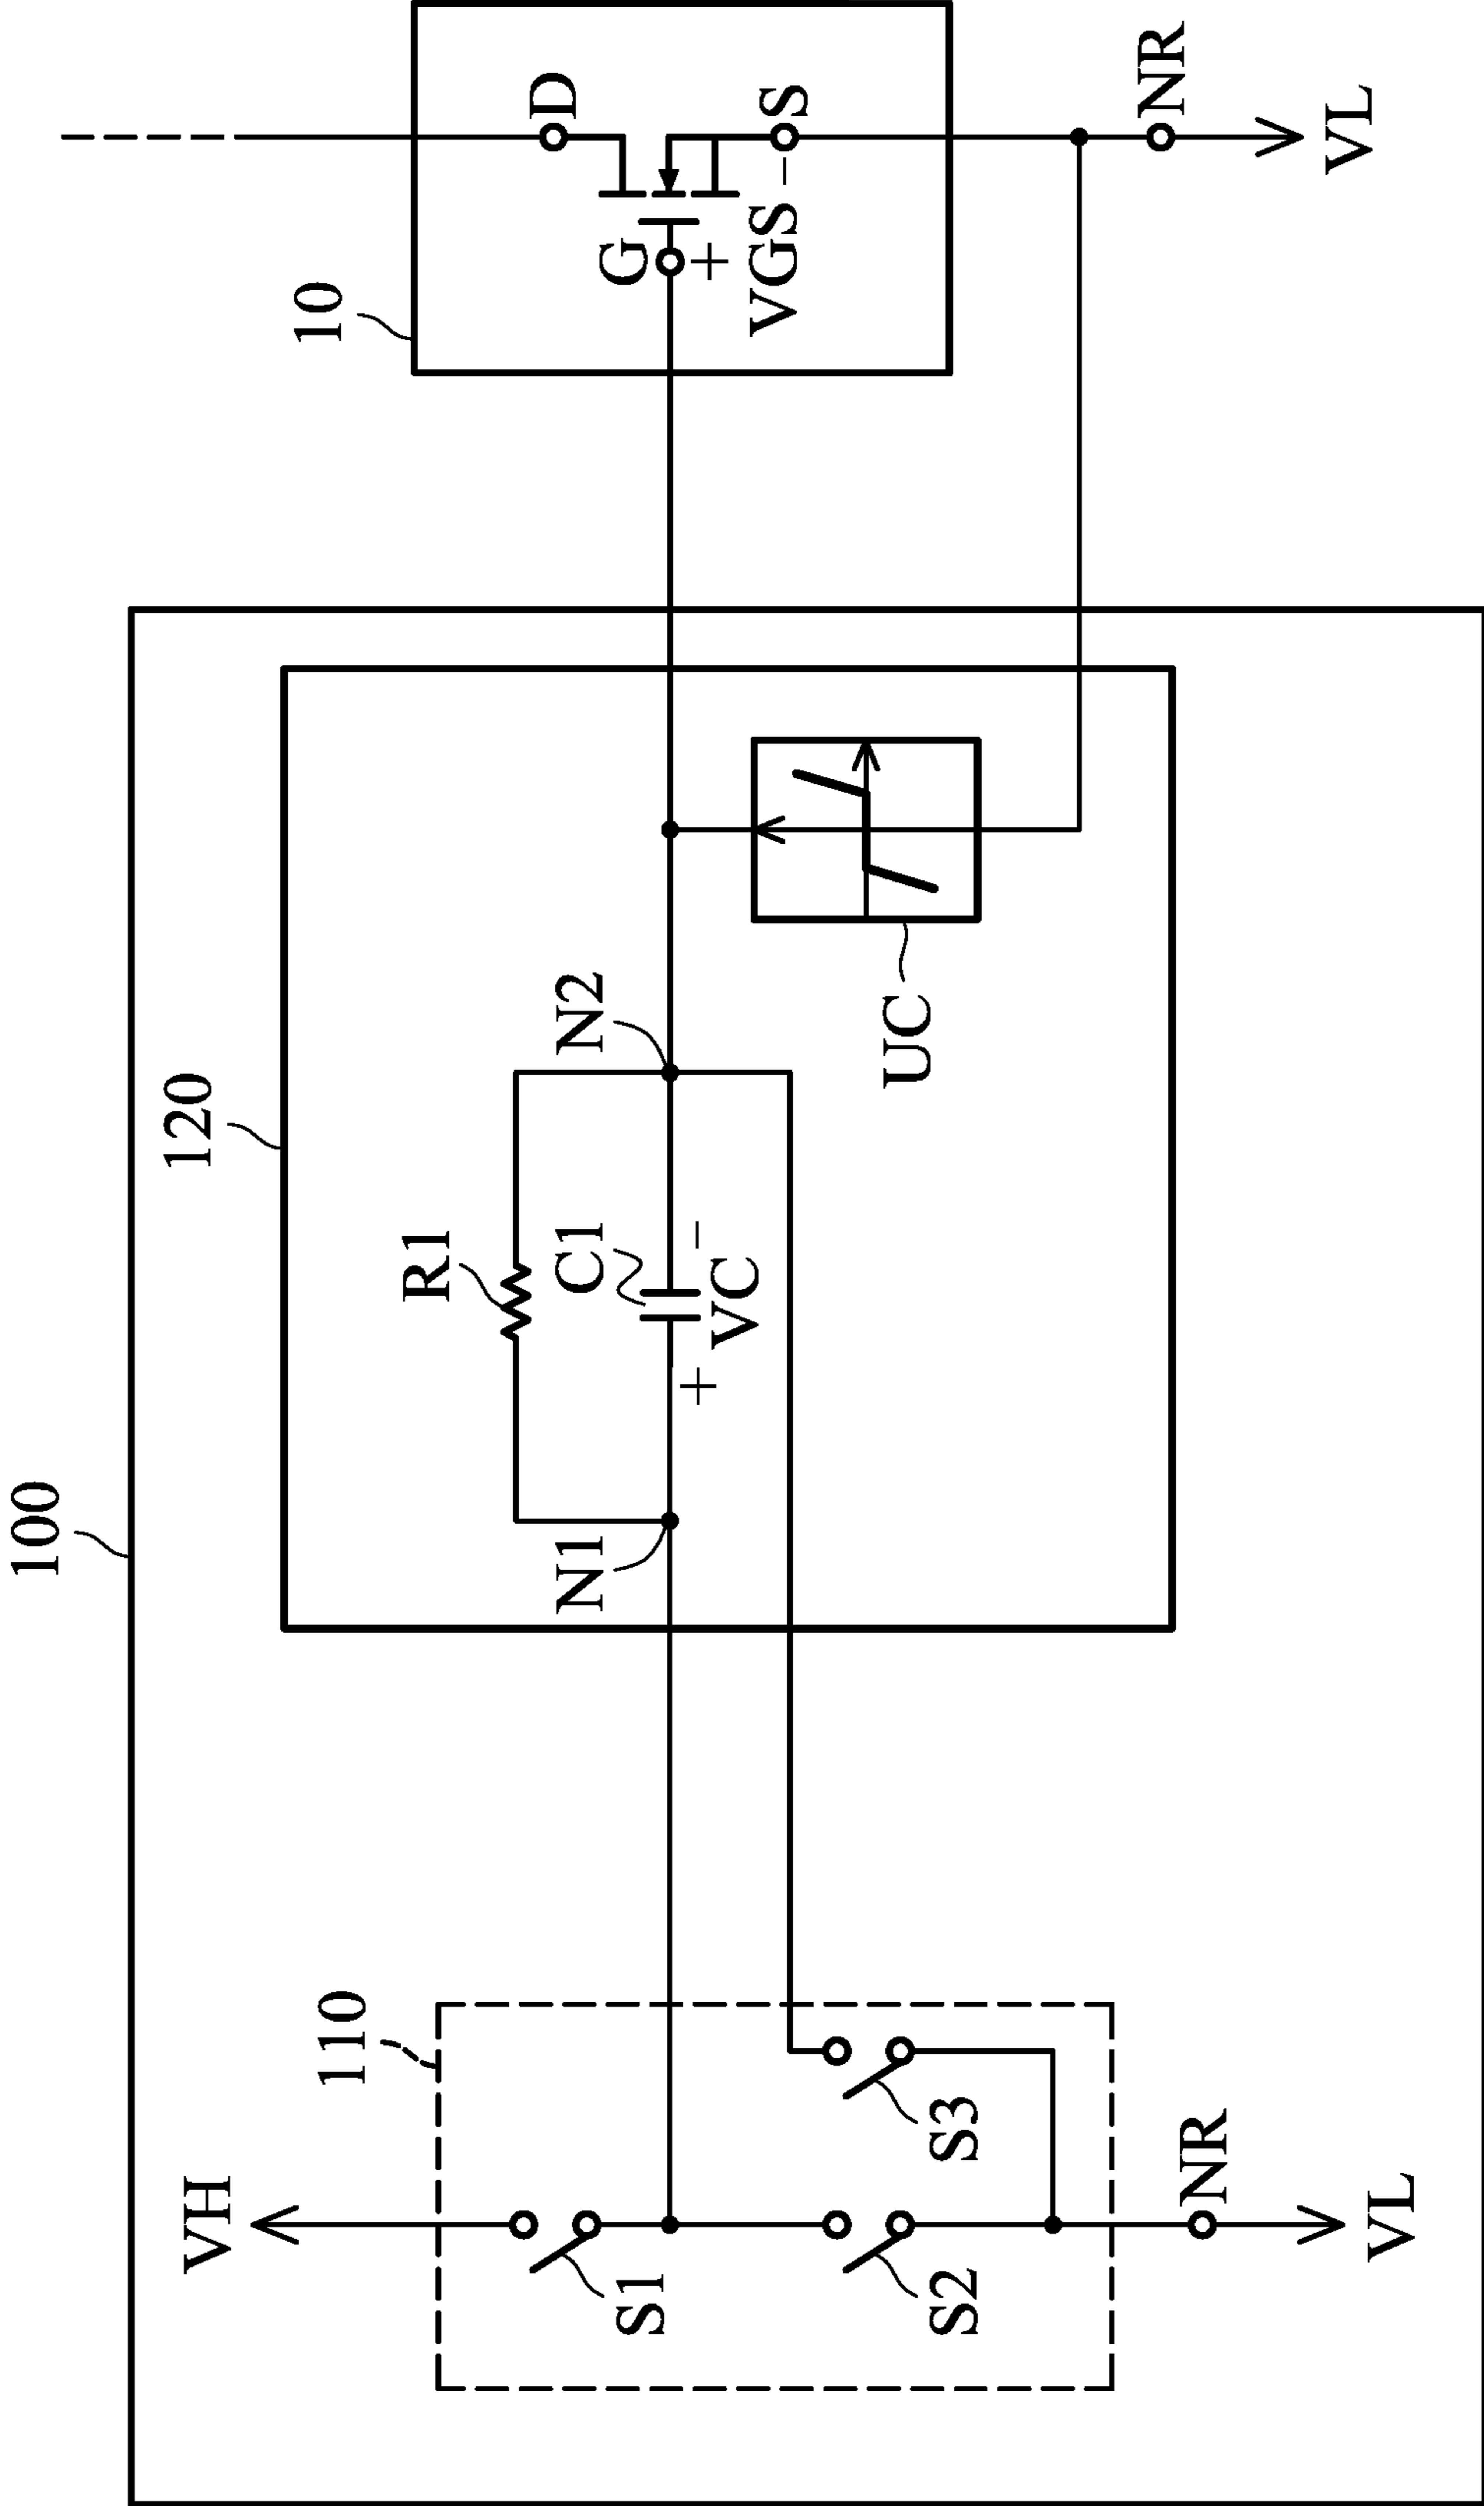 100
110
VH
S1
S2
S3
NR
VL
120
R1
N1
C1
N2
+ VC −
UC
10
D
G
S
+
VGS −
NR
VL